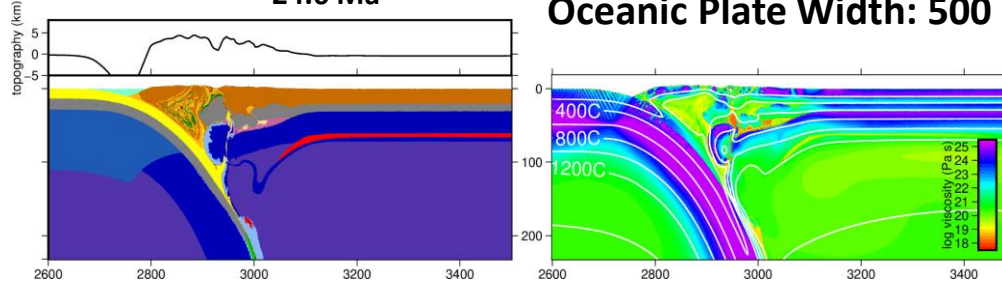 Oceanic Plate Width: 500
topography (km)
5
0
−5
0
100
200
400C
800C
1200C
log viscosity (Pa s)
25
24
23
22
21
20
19
18
2600 2800 3000 3200 3400
2600 2800 3000 3200 3400